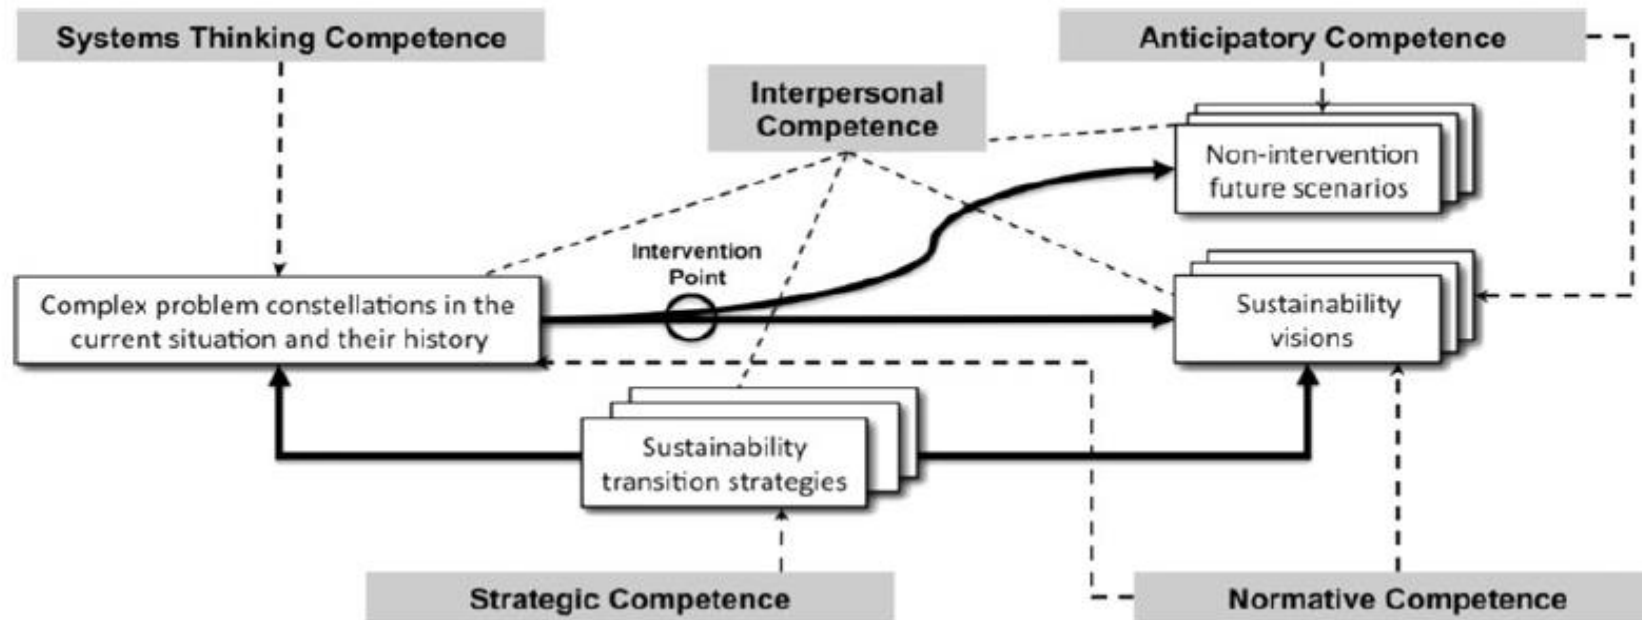 Systems Thinking Competence
Anticipatory Competence
Interpersonal
Competence
Non-intervention
future scenarios
Intervention
Point
Complex problem constellations in the
current situation and their history
Sustainability
visions
Sustainability
transition strategies
Strategic Competence
Normative Competence